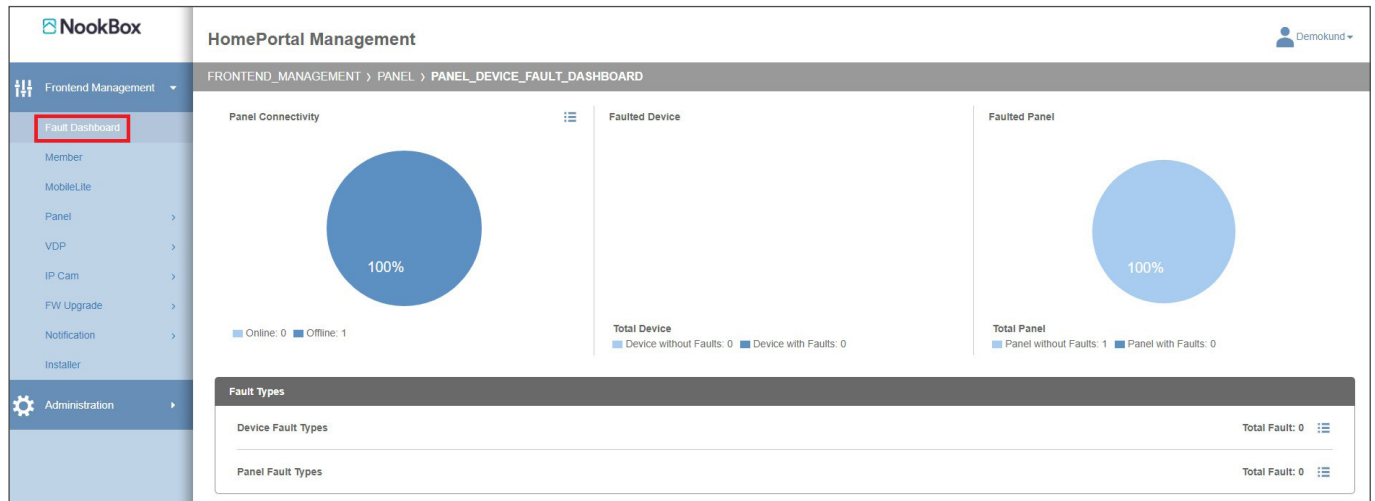 NookBox
HomePortal Management
Demokund
FRONTEND_MANAGEMENT › PANEL › PANEL_DEVICE_FAULT_DASHBOARD
Frontend Management
Fault Dashboard
Member
MobileLite
Panel
VDP
IP Cam
FW Upgrade
Notification
Installer
Administration
Panel Connectivity
100%
Online: 0 Offline: 1
Faulted Device
Total Device
Device without Faults: 0 Device with Faults: 0
Faulted Panel
100%
Total Panel
Panel without Faults: 1 Panel with Faults: 0
Fault Types
Device Fault Types Total Fault: 0
Panel Fault Types Total Fault: 0